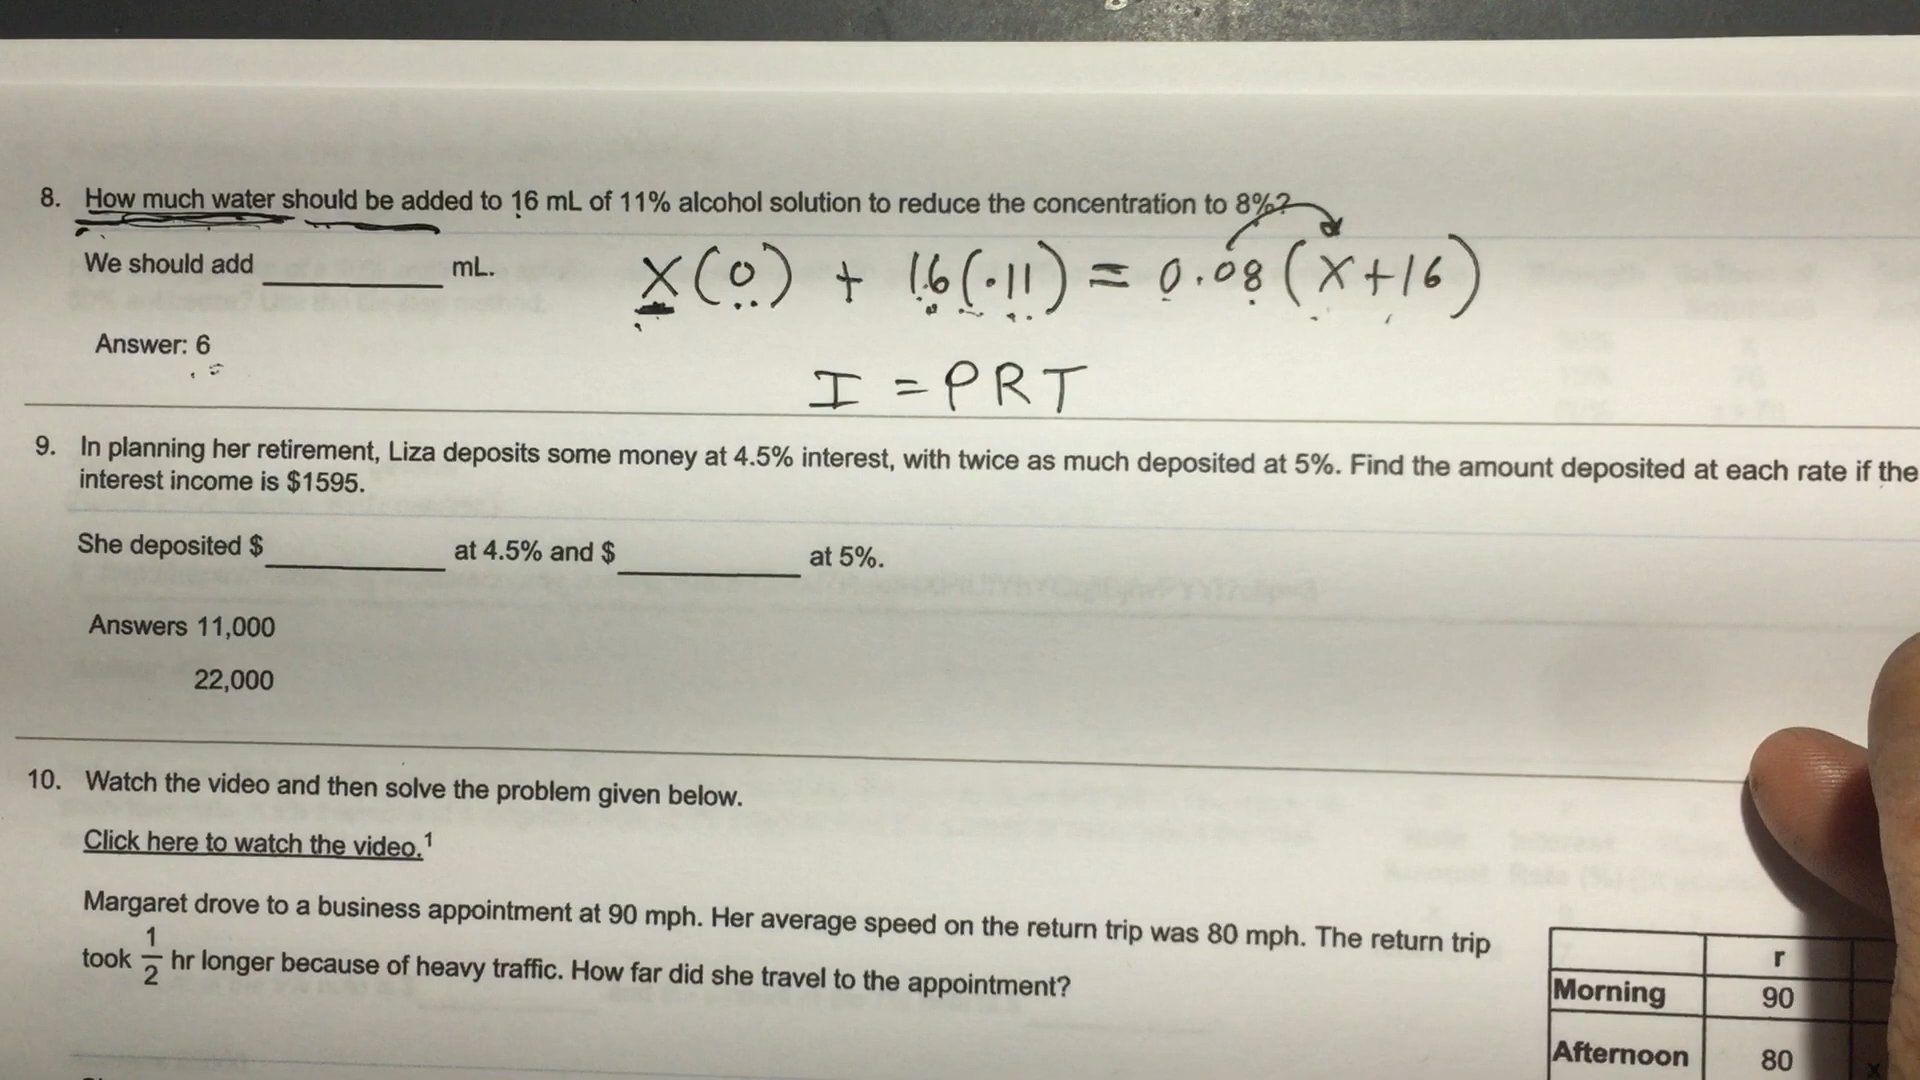 8. How much water should be added to 16 mL of 11% alcohol solution to reduce the concentration to 8%?
We should add ________ mL.
X(0) + 16(.11) = 0.08(X+16)
Answer: 6
I = PRT
9. In planning her retirement, Liza deposits some money at 4.5% interest, with twice as much deposited at 5%. Find the amount deposited at each rate if the
interest income is $1595.
She deposited $ ________ at 4.5% and $ ________ at 5%.
Answers 11,000
22,000
10. Watch the video and then solve the problem given below.
Click here to watch the video.1
Margaret drove to a business appointment at 90 mph. Her average speed on the return trip was 80 mph. The return trip
took 1/2 hr longer because of heavy traffic. How far did she travel to the appointment?
r
Morning 90
Afternoon 80